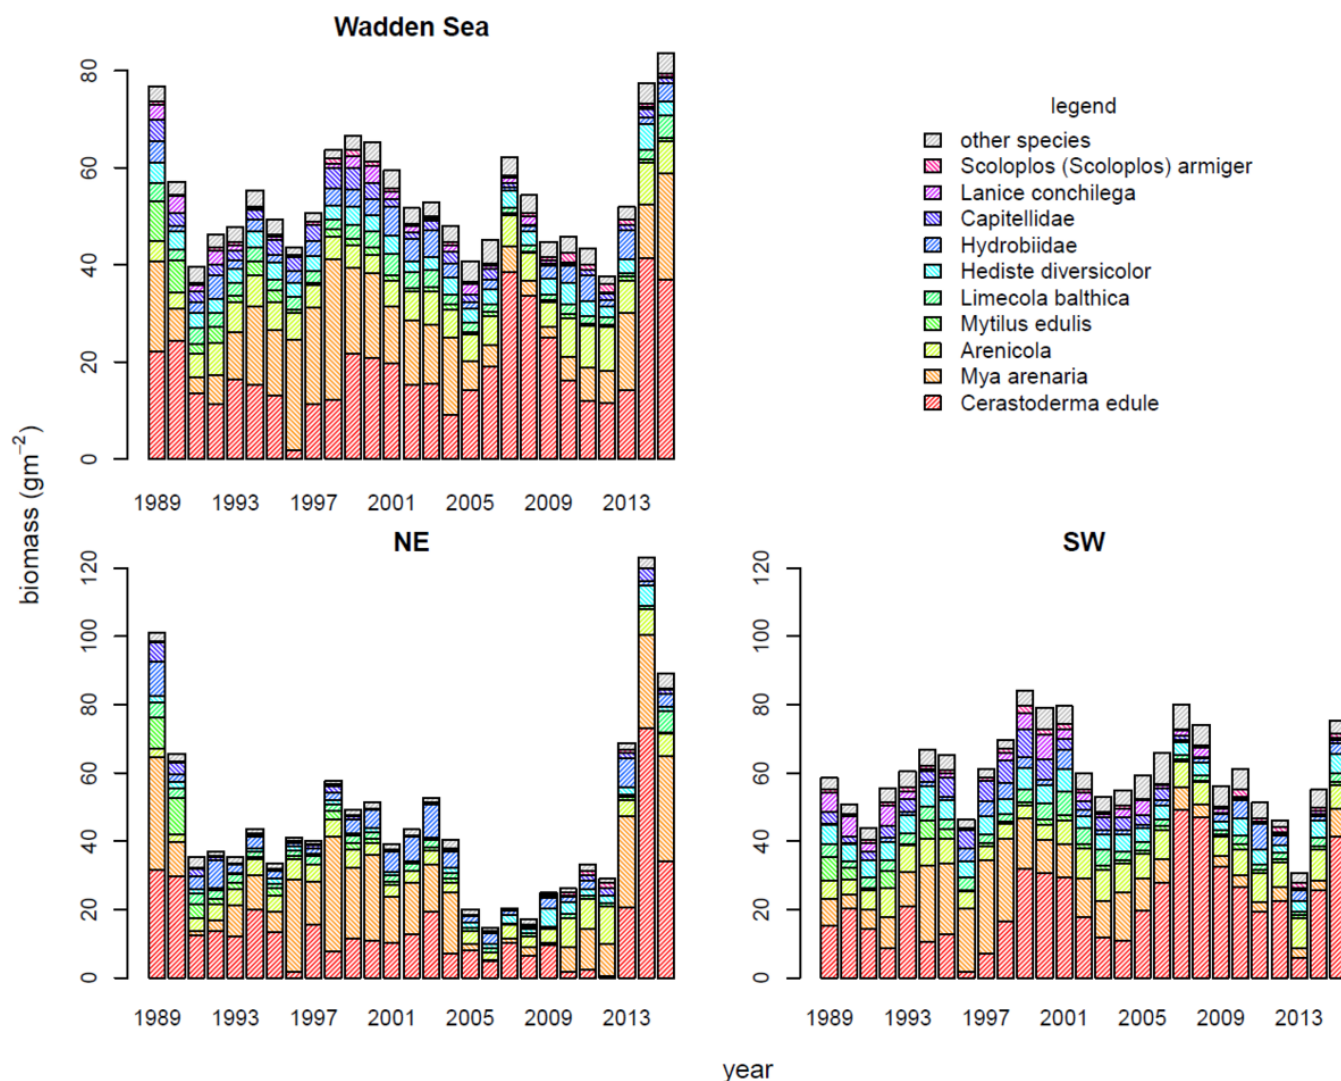 Wadden Sea
80
60
40
20
0
1989 1993 1997 2001 2005 2009 2013
legend
other species
Scoloplos (Scoloplos) armiger
Lanice conchilega
Capitellidae
Hydrobiidae
Hediste diversicolor
Limecola balthica
Mytilus edulis
Arenicola
Mya arenaria
Cerastoderma edule
biomass (gm⁻²)
NE
120
100
80
60
40
20
0
1989 1993 1997 2001 2005 2009 2013
SW
120
100
80
60
40
20
0
1989 1993 1997 2001 2005 2009 2013
year